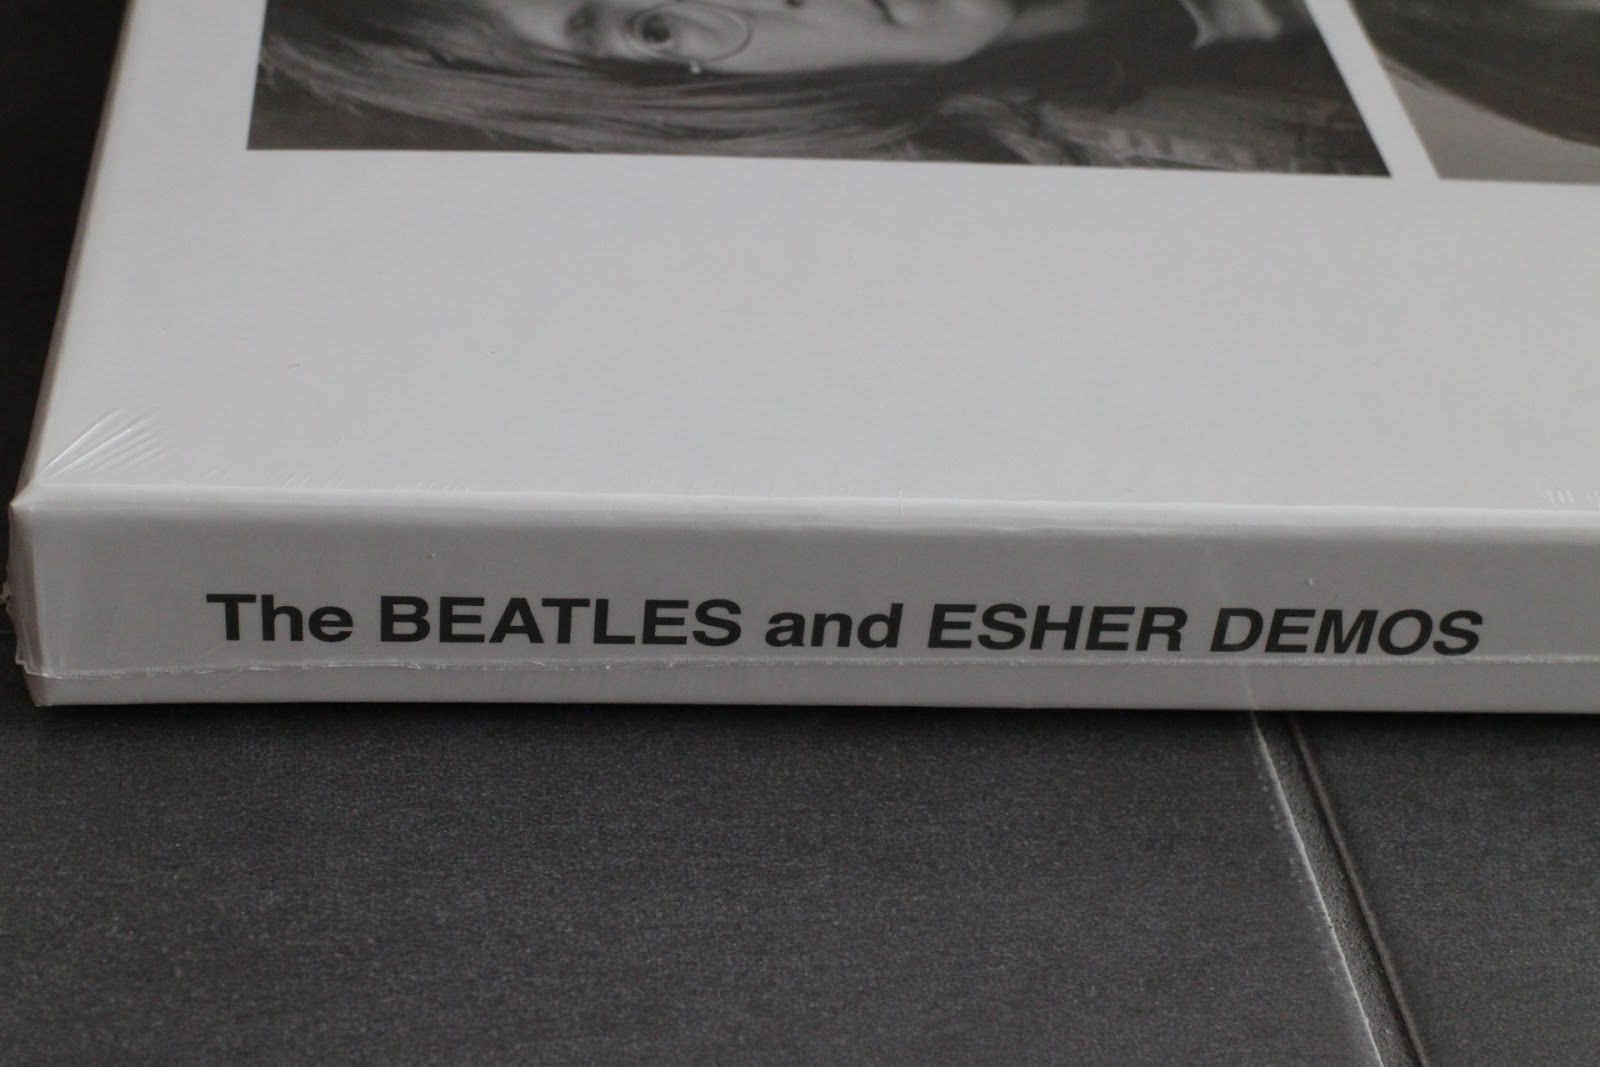 The BEATLES and ESHER DEMOS